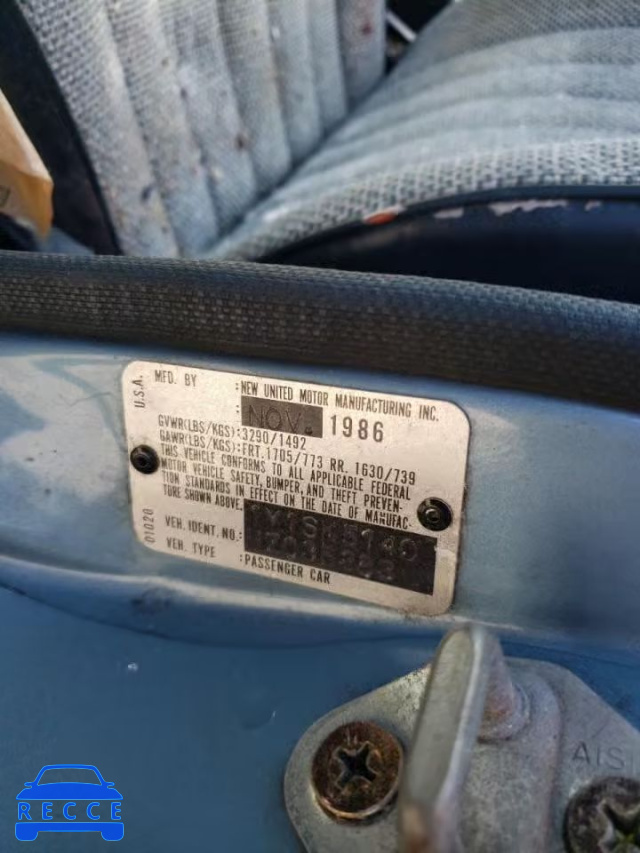 U.S.A.
MFD. BY : NEW UNITED MOTOR MANUFACTURING INC.
: NOV. 1986
GVWR(LBS/KGS):3290/1492
GAWR(LBS/KGS):FRT.1705/773 RR. 1630/739
THIS VEHICLE CONFORMS TO ALL APPLICABLE FEDERAL
MOTOR VEHICLE SAFETY, BUMPER, AND THEFT PREVEN-
TION STANDARDS IN EFFECT ON THE DATE OF MANUFAC-
TURE SHOWN ABOVE.
VEH. IDENT. NO.:
VEH. TYPE : PASSENGER CAR
01020
AIS
RECCE